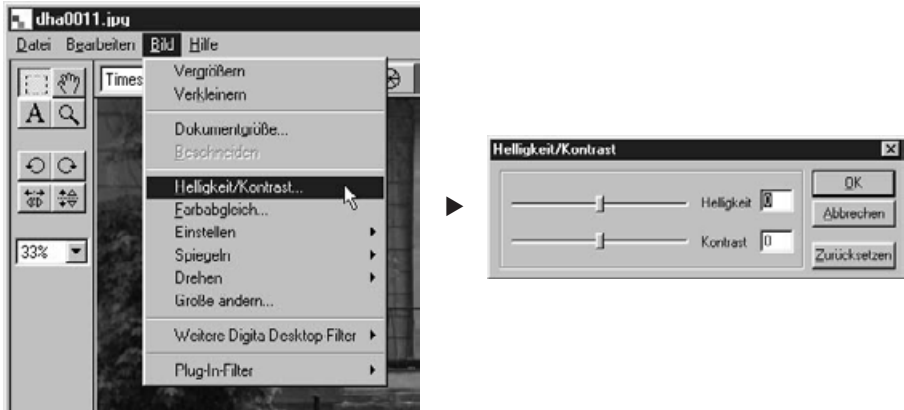 dha0011.jpg
Datei Bearbeiten Bild Hilfe
Times
A
33%
Vergrößern
Verkleinern
Dokumentgröße...
Beschneiden
Helligkeit/Kontrast...
Farbabgleich...
Einstellen
Spiegeln
Drehen
Größe ändern...
Weitere Digita Desktop Filter
Plug-In-Filter
Helligkeit/Kontrast
Helligkeit 0
Kontrast 0
OK
Abbrechen
Zurücksetzen